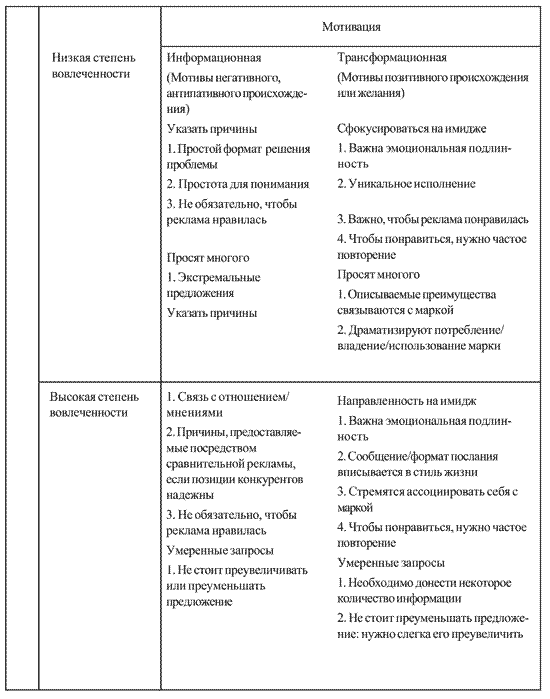 Мотивация
Низкая степень
вовлеченности
Информационная
(Мотивы негативного,
антипативного происхожде-
ния)
Указать причины
1. Простой формат решения
проблемы
2. Простота для понимания
3. Не обязательно, чтобы
реклама нравилась
Просят многого
1. Экстремальные
предложения
Указать причины
Трансформационная
(Мотивы позитивного происхождения
или желания)
Сфокусироваться на имидже
1. Важна эмоциональная подлин-
ность
2. Уникальное исполнение
3. Важно, чтобы реклама понравилась
4. Чтобы понравиться, нужно частое
повторение
Просят многого
1. Описываемые преимущества
связываются с маркой
2. Драматизируют потребление/
владение/использование марки
Высокая степень
вовлеченности
1. Связь с отношением/
мнениями
2. Причины, предоставляе-
мые посредством
сравнительной рекламы,
если позиции конкурентов
надежны
3. Не обязательно, чтобы
реклама нравилась
Умеренные запросы
1. Не стоит преувеличивать
или преуменьшать
предложение
Направленность на имидж
1. Важна эмоциональная подлин-
ность
2. Сообщение/формат послания
вписывается в стиль жизни
3. Стремятся ассоциировать себя с
маркой
4. Чтобы понравиться, нужно частое
повторение
Умеренные запросы
1. Необходимо донести некоторое
количество информации
2. Не стоит преуменьшать предложе-
ние: нужно слегка его преувеличить